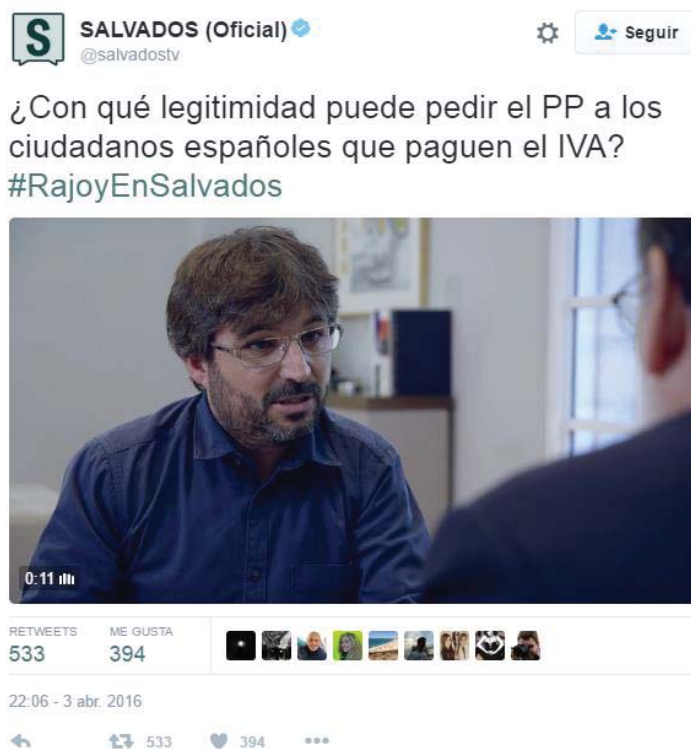 S
SALVADOS (Oficial)
@salvadostv
Seguir
¿Con qué legitimidad puede pedir el PP a los
ciudadanos españoles que paguen el IVA?
#RajoyEnSalvados
0:11
RETWEETS ME GUSTA
533 394
22:06 - 3 abr. 2016
533 394